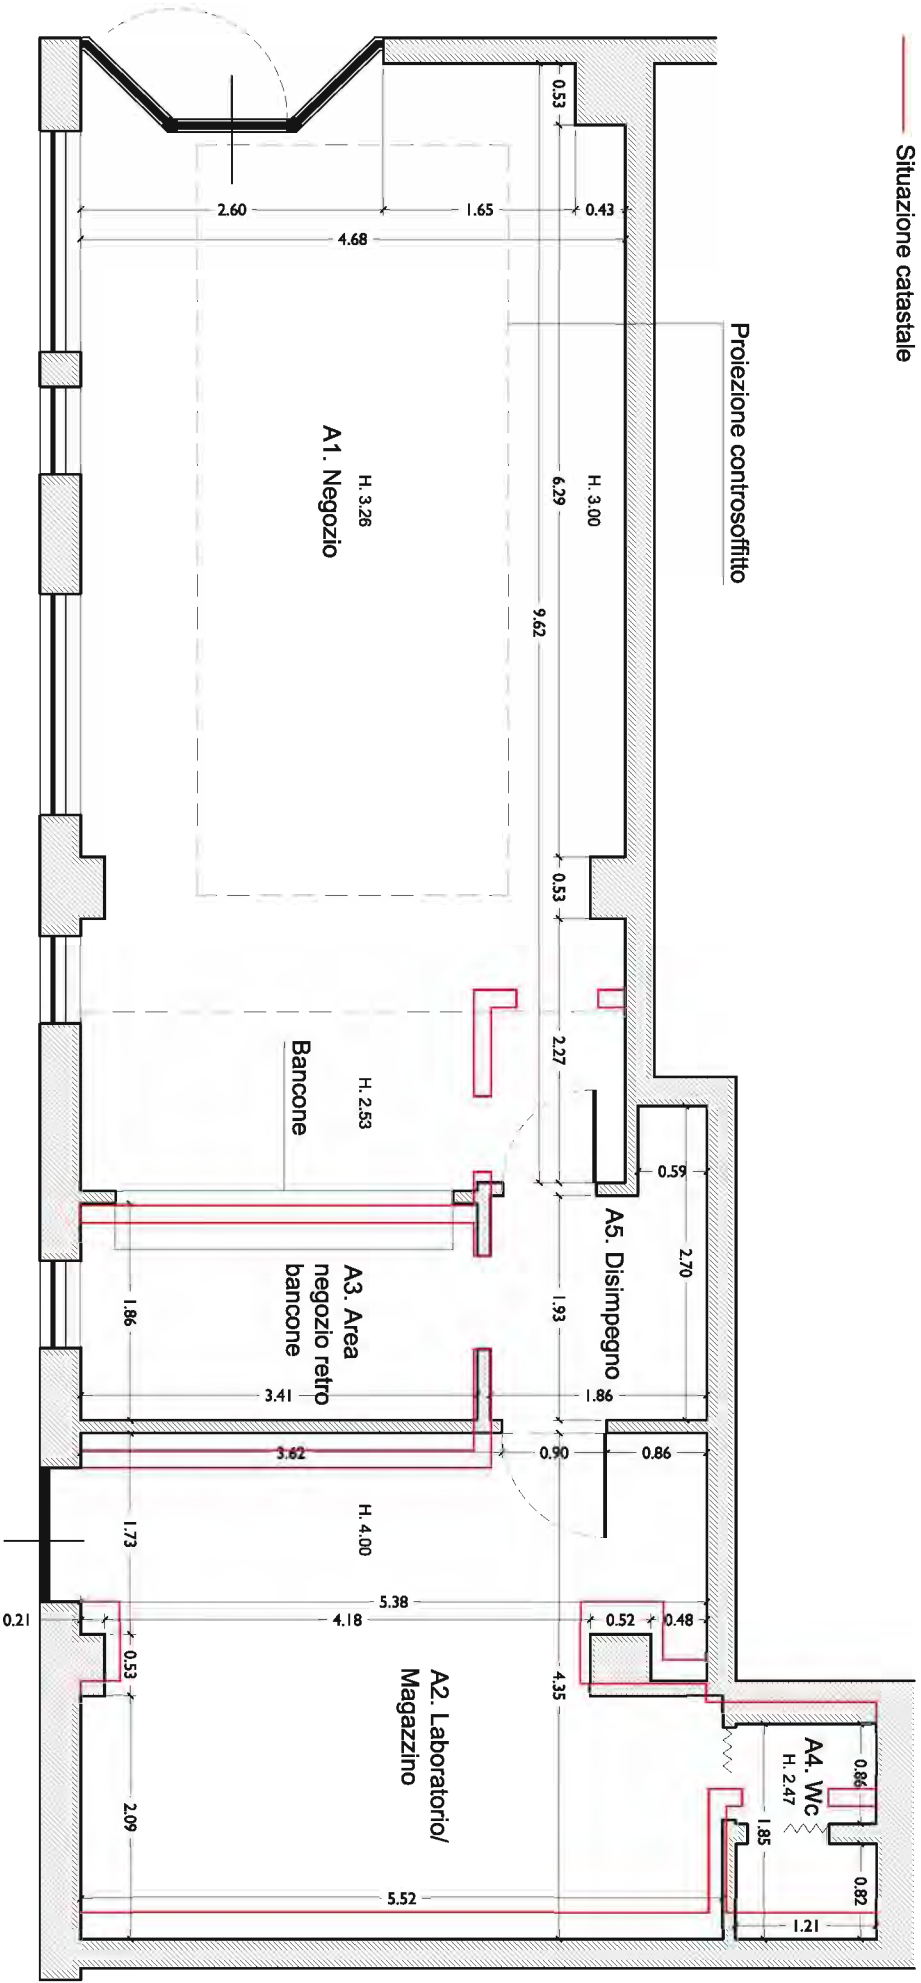 Situazione catastale
Proiezione controsoffitto
0.53
2.60
1.65
0.43
4.68
H. 3.00
H. 3.26
A1. Negozio
6.29
9.62
0.53
2.27
H. 2.53
Bancone
0.59
2.70
A5. Disimpegno
1.93
A3. Area
negozio retro
bancone
1.86
3.41
1.86
3.62
0.90
0.86
H. 4.00
1.73
5.38
0.21
4.18
0.52
0.48
0.53
4.35
A2. Laboratorio/
Magazzino
A4. Wc
H. 2.47
0.86
1.85
2.09
0.82
5.52
1.21